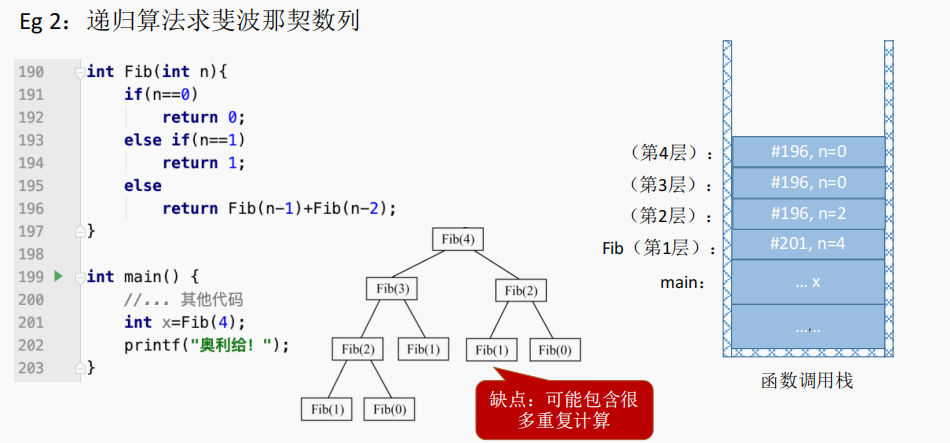 Eg 2：递归算法求斐波那契数列
190 int Fib(int n){
191 if(n==0)
192 return 0;
193 else if(n==1)
194 return 1;
195 else
196 return Fib(n-1)+Fib(n-2);
197 }
198
199 int main() {
200 //... 其他代码
201 int x=Fib(4);
202 printf("奥利给！");
203 }
Fib(4)
Fib(3) Fib(2)
Fib(2) Fib(1) Fib(1) Fib(0)
Fib(1) Fib(0)
缺点：可能包含很
多重复计算
（第4层）： #196, n=0
（第3层）： #196, n=0
（第2层）： #196, n=2
Fib（第1层）： #201, n=4
main： … x
……
函数调用栈